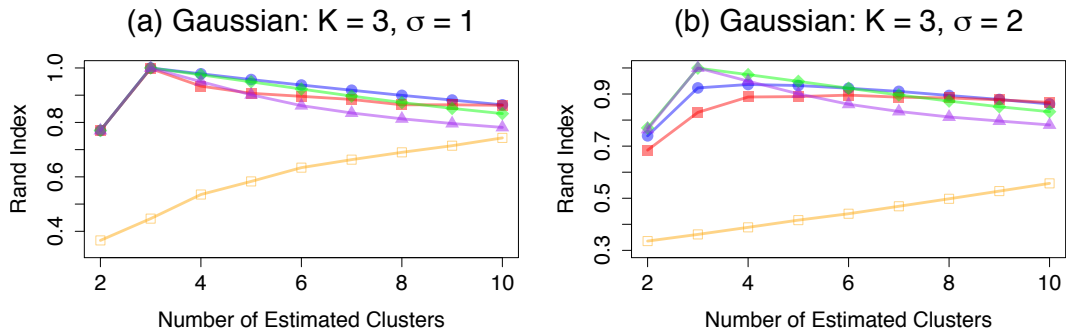 (a) Gaussian: K = 3, σ = 1
Rand Index
0.4 0.6 0.8 1.0
2 4 6 8 10
Number of Estimated Clusters
(b) Gaussian: K = 3, σ = 2
Rand Index
0.3 0.5 0.7 0.9
2 4 6 8 10
Number of Estimated Clusters